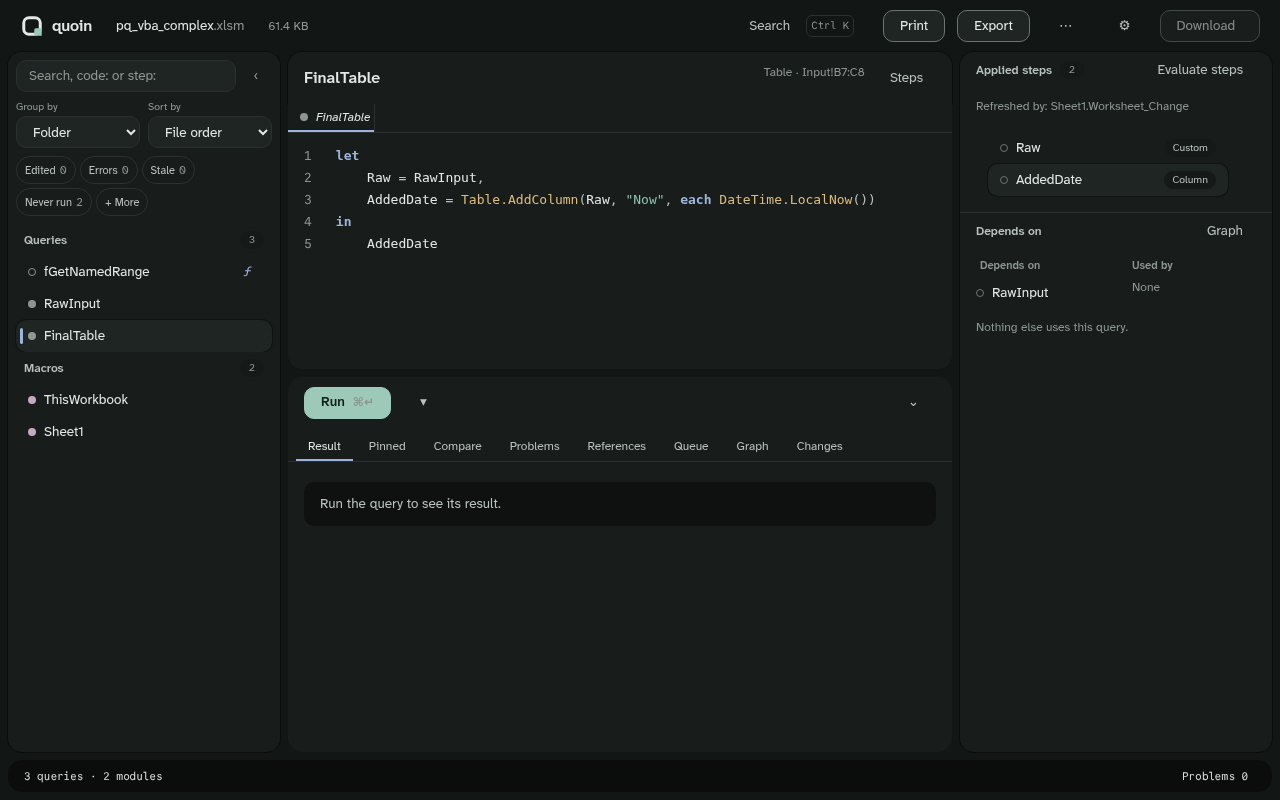 quoin
pq_vba_complex.xlsm
61.4 KB
Search Ctrl K
Print
Export
⋯
⚙
Download
Search, code: or step:
‹
Group by
Sort by
Folder
File order
Edited 0
Errors 0
Stale 0
Never run 2
+ More
Queries 3
fGetNamedRange ƒ
RawInput
FinalTable
Macros 2
ThisWorkbook
Sheet1
FinalTable
Table · Input!B7:C8
Steps
FinalTable
1 let
2 Raw = RawInput,
3 AddedDate = Table.AddColumn(Raw, "Now", each DateTime.LocalNow())
4 in
5 AddedDate
Run ⌘↵
▾
⌄
Result
Pinned
Compare
Problems
References
Queue
Graph
Changes
Run the query to see its result.
Applied steps 2
Evaluate steps
Refreshed by: Sheet1.Worksheet_Change
Raw Custom
AddedDate Column
Depends on
Graph
Depends on
Used by
RawInput
None
Nothing else uses this query.
3 queries · 2 modules
Problems 0